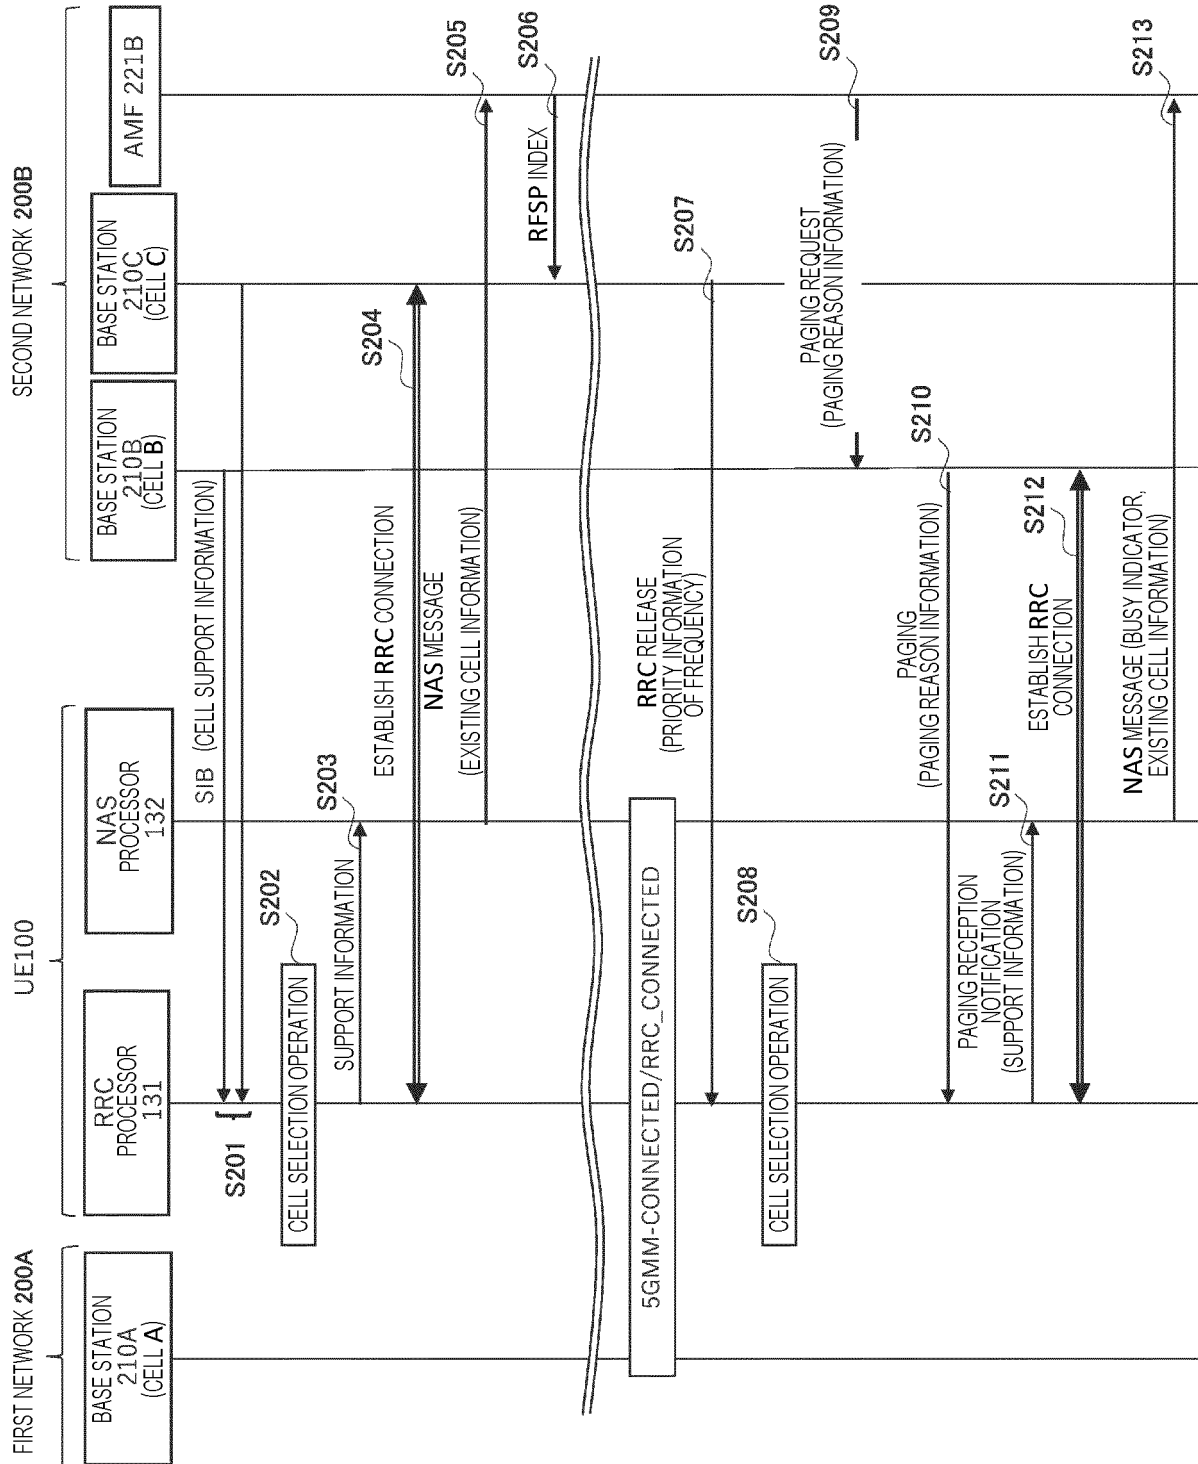 FIRST NETWORK 200A
UE100
SECOND NETWORK 200B
BASE STATION
210A
(CELL A)
RRC
PROCESSOR
131
NAS
PROCESSOR
132
BASE STATION
210B
(CELL B)
BASE STATION
210C
(CELL C)
AMF 221B
SIB (CELL SUPPORT INFORMATION)
S201
CELL SELECTION OPERATION
S202
SUPPORT INFORMATION
S203
ESTABLISH RRC CONNECTION
S204
NAS MESSAGE
(EXISTING CELL INFORMATION)
S205
RFSP INDEX
S206
5GMM-CONNECTED/RRC_CONNECTED
RRC RELEASE
(PRIORITY INFORMATION
OF FREQUENCY)
S207
CELL SELECTION OPERATION
S208
PAGING REQUEST
(PAGING REASON INFORMATION)
S209
PAGING
(PAGING REASON INFORMATION)
S210
PAGING RECEPTION
NOTIFICATION
(SUPPORT INFORMATION)
S211
ESTABLISH RRC
CONNECTION
S212
NAS MESSAGE (BUSY INDICATOR,
EXISTING CELL INFORMATION)
S213